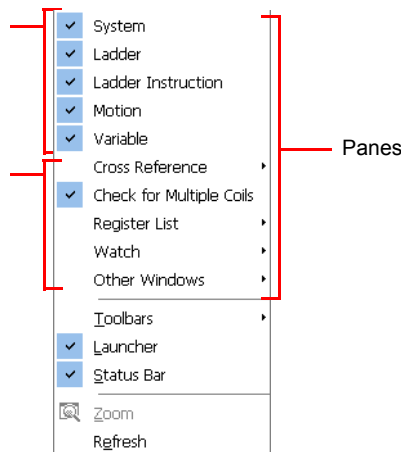 System
Ladder
Ladder Instruction
Motion
Variable
Panes
Cross Reference
Check for Multiple Coils
Register List
Watch
Other Windows
Toolbars
Launcher
Status Bar
Zoom
Refresh